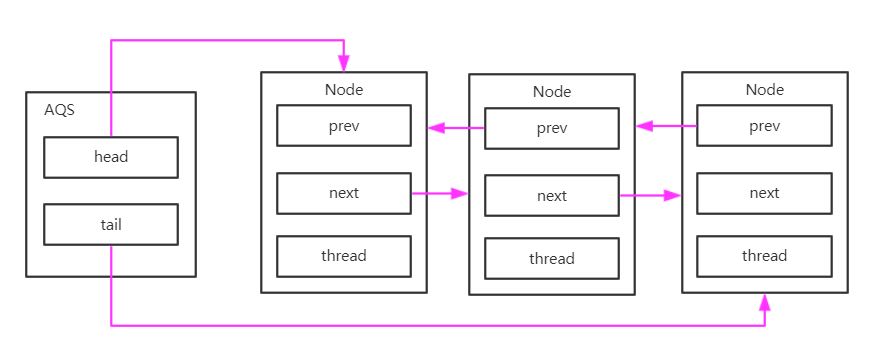 AQS
head
tail
Node
prev
next
thread
Node
prev
next
thread
Node
prev
next
thread